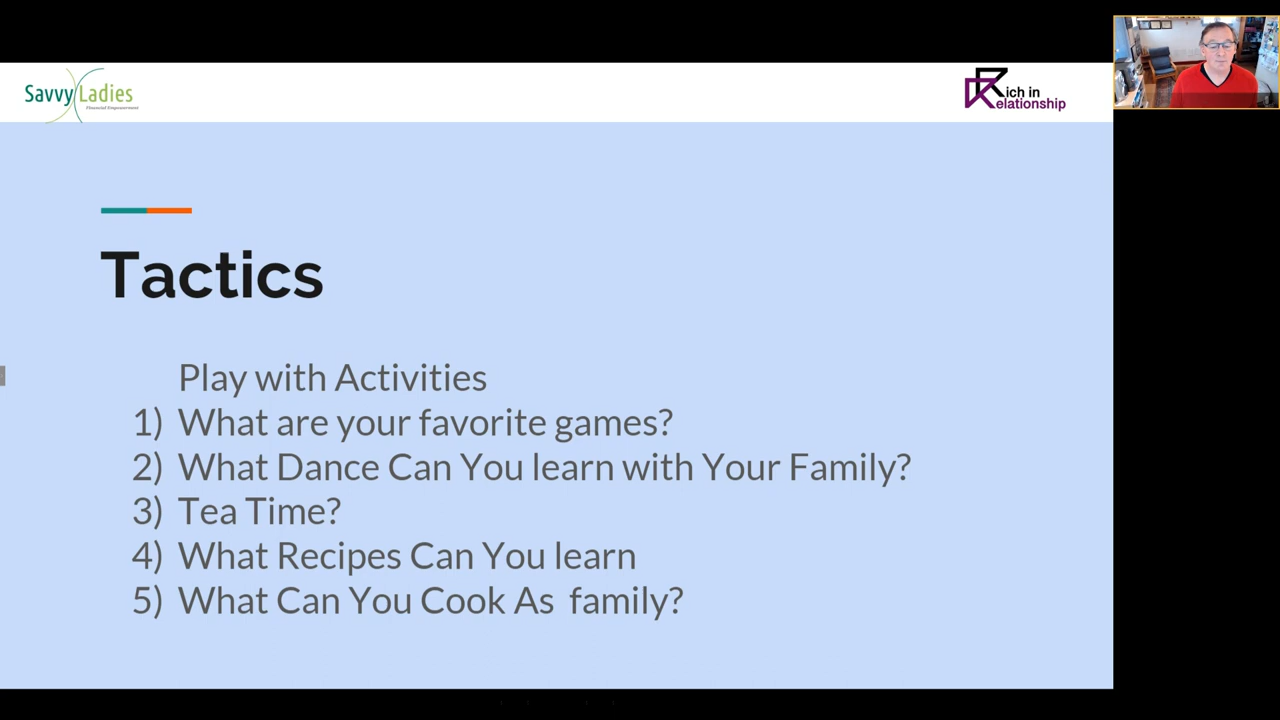 Savvy Ladies
Financial Empowerment
Rich in
Relationship
Tactics
Play with Activities
1) What are your favorite games?
2) What Dance Can You learn with Your Family?
3) Tea Time?
4) What Recipes Can You learn
5) What Can You Cook As family?